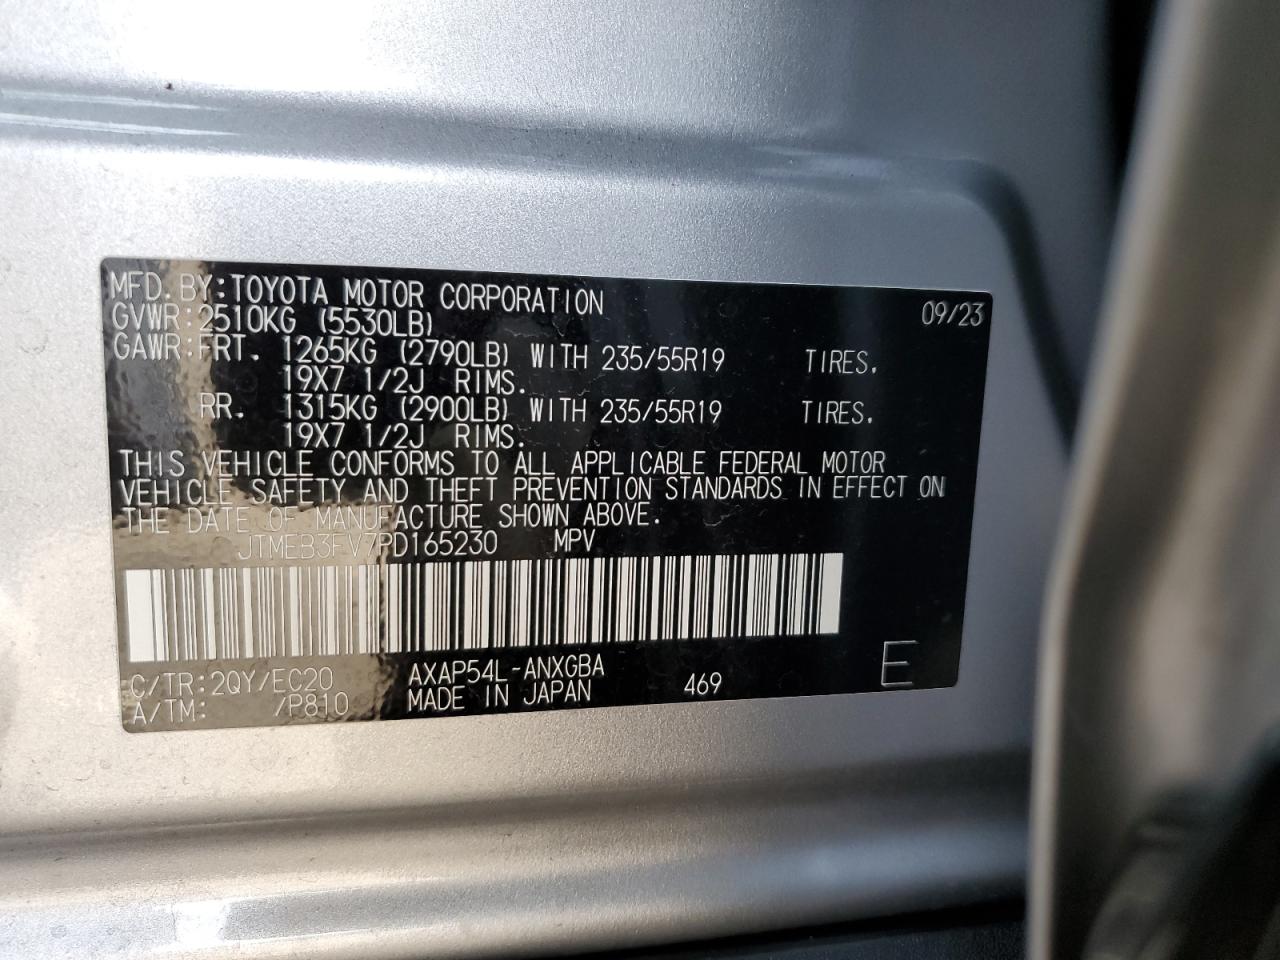 MFD. BY:TOYOTA MOTOR CORPORATION 09/23
GVWR:2510KG (5530LB)
GAWR:FRT. 1265KG (2790LB) WITH 235/55R19 TIRES.
19X7 1/2J RIMS.
RR. 1315KG (2900LB) WITH 235/55R19 TIRES.
19X7 1/2J RIMS.
THIS VEHICLE CONFORMS TO ALL APPLICABLE FEDERAL MOTOR
VEHICLE SAFETY AND THEFT PREVENTION STANDARDS IN EFFECT ON
THE DATE OF MANUFACTURE SHOWN ABOVE.
JTMEB3FV7PD165230 MPV
C/TR:2QY/EC20 AXAP54L-ANXGBA E
A/TM: /P810 MADE IN JAPAN 469